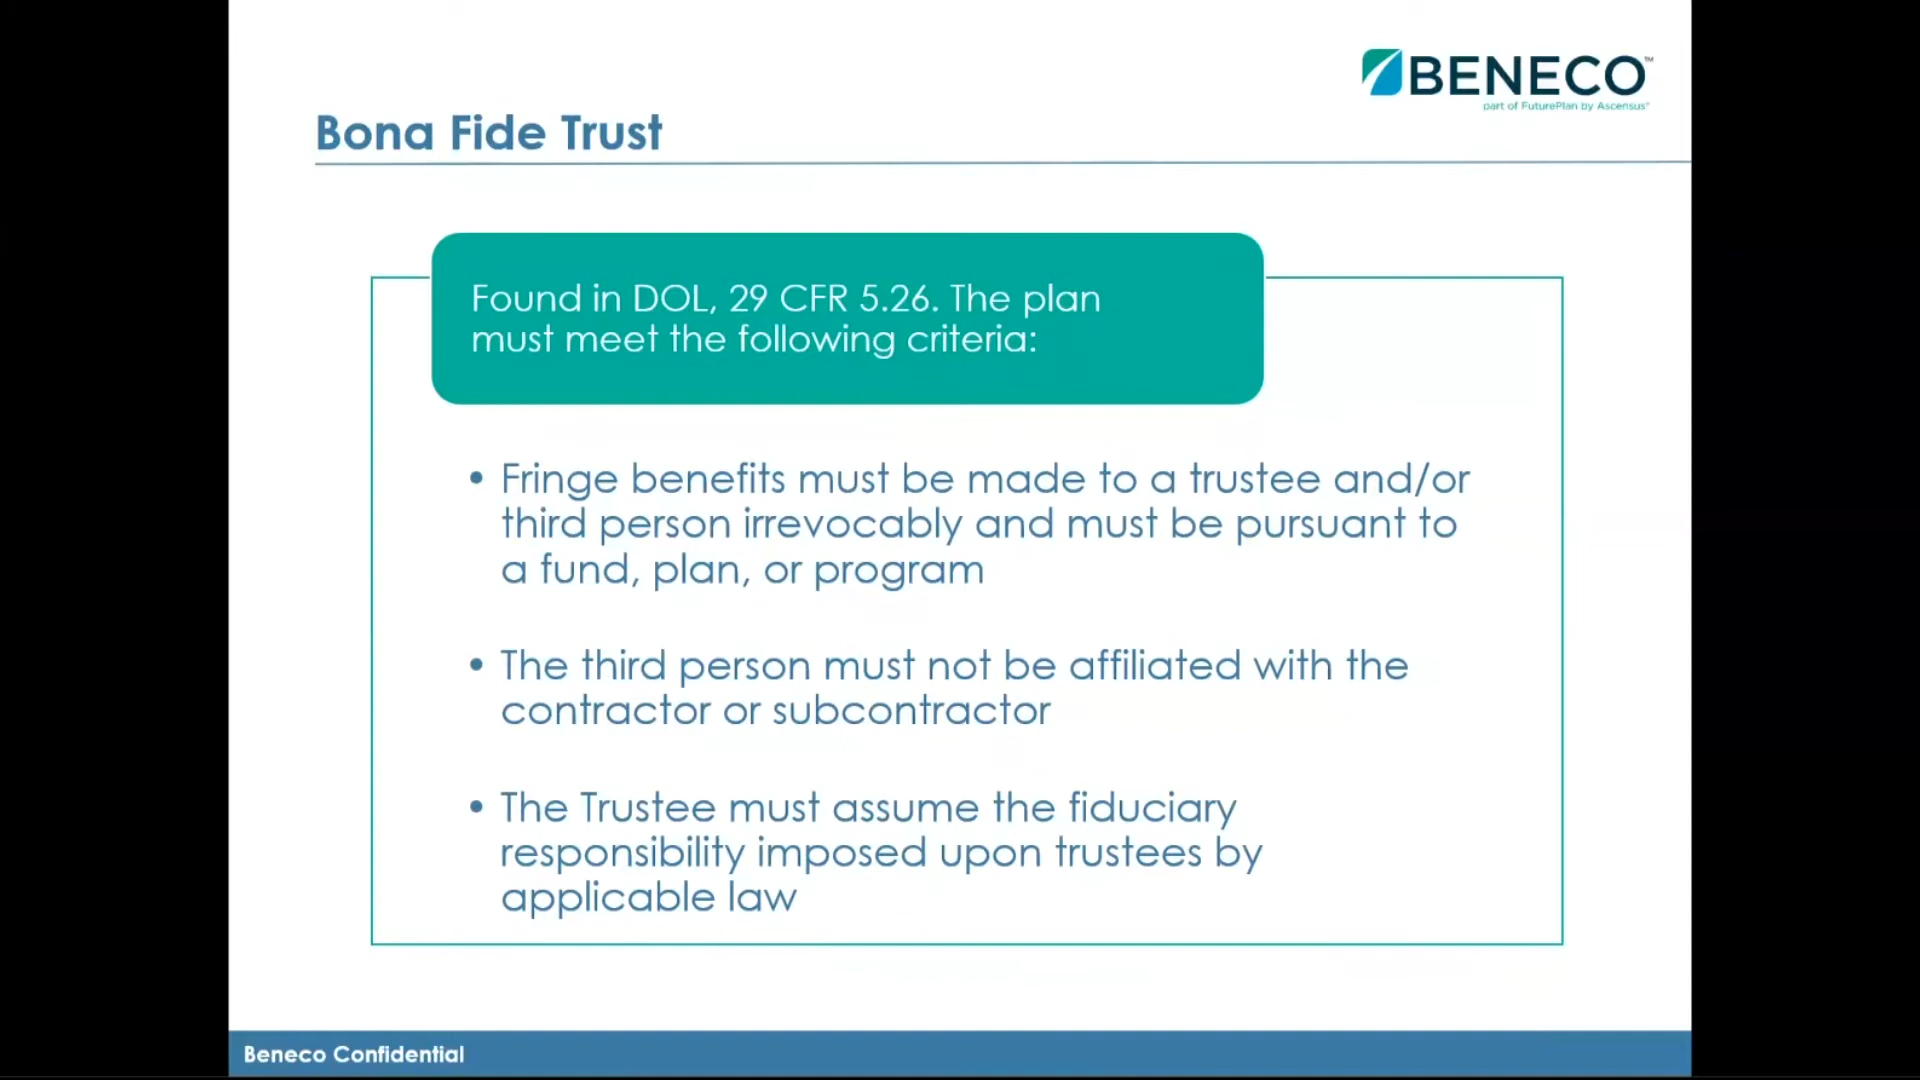 BENECO™
part of FuturePlan by Ascensus®
Bona Fide Trust
Found in DOL, 29 CFR 5.26. The plan
must meet the following criteria:
• Fringe benefits must be made to a trustee and/or
third person irrevocably and must be pursuant to
a fund, plan, or program
• The third person must not be affiliated with the
contractor or subcontractor
• The Trustee must assume the fiduciary
responsibility imposed upon trustees by
applicable law
Beneco Confidential